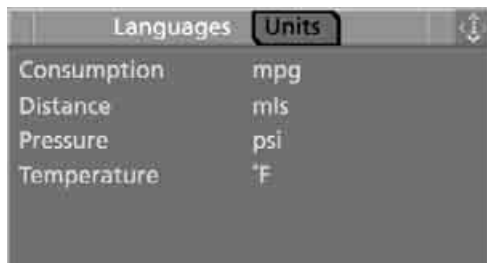 Languages Units
Consumption mpg
Distance mls
Pressure psi
Temperature °F